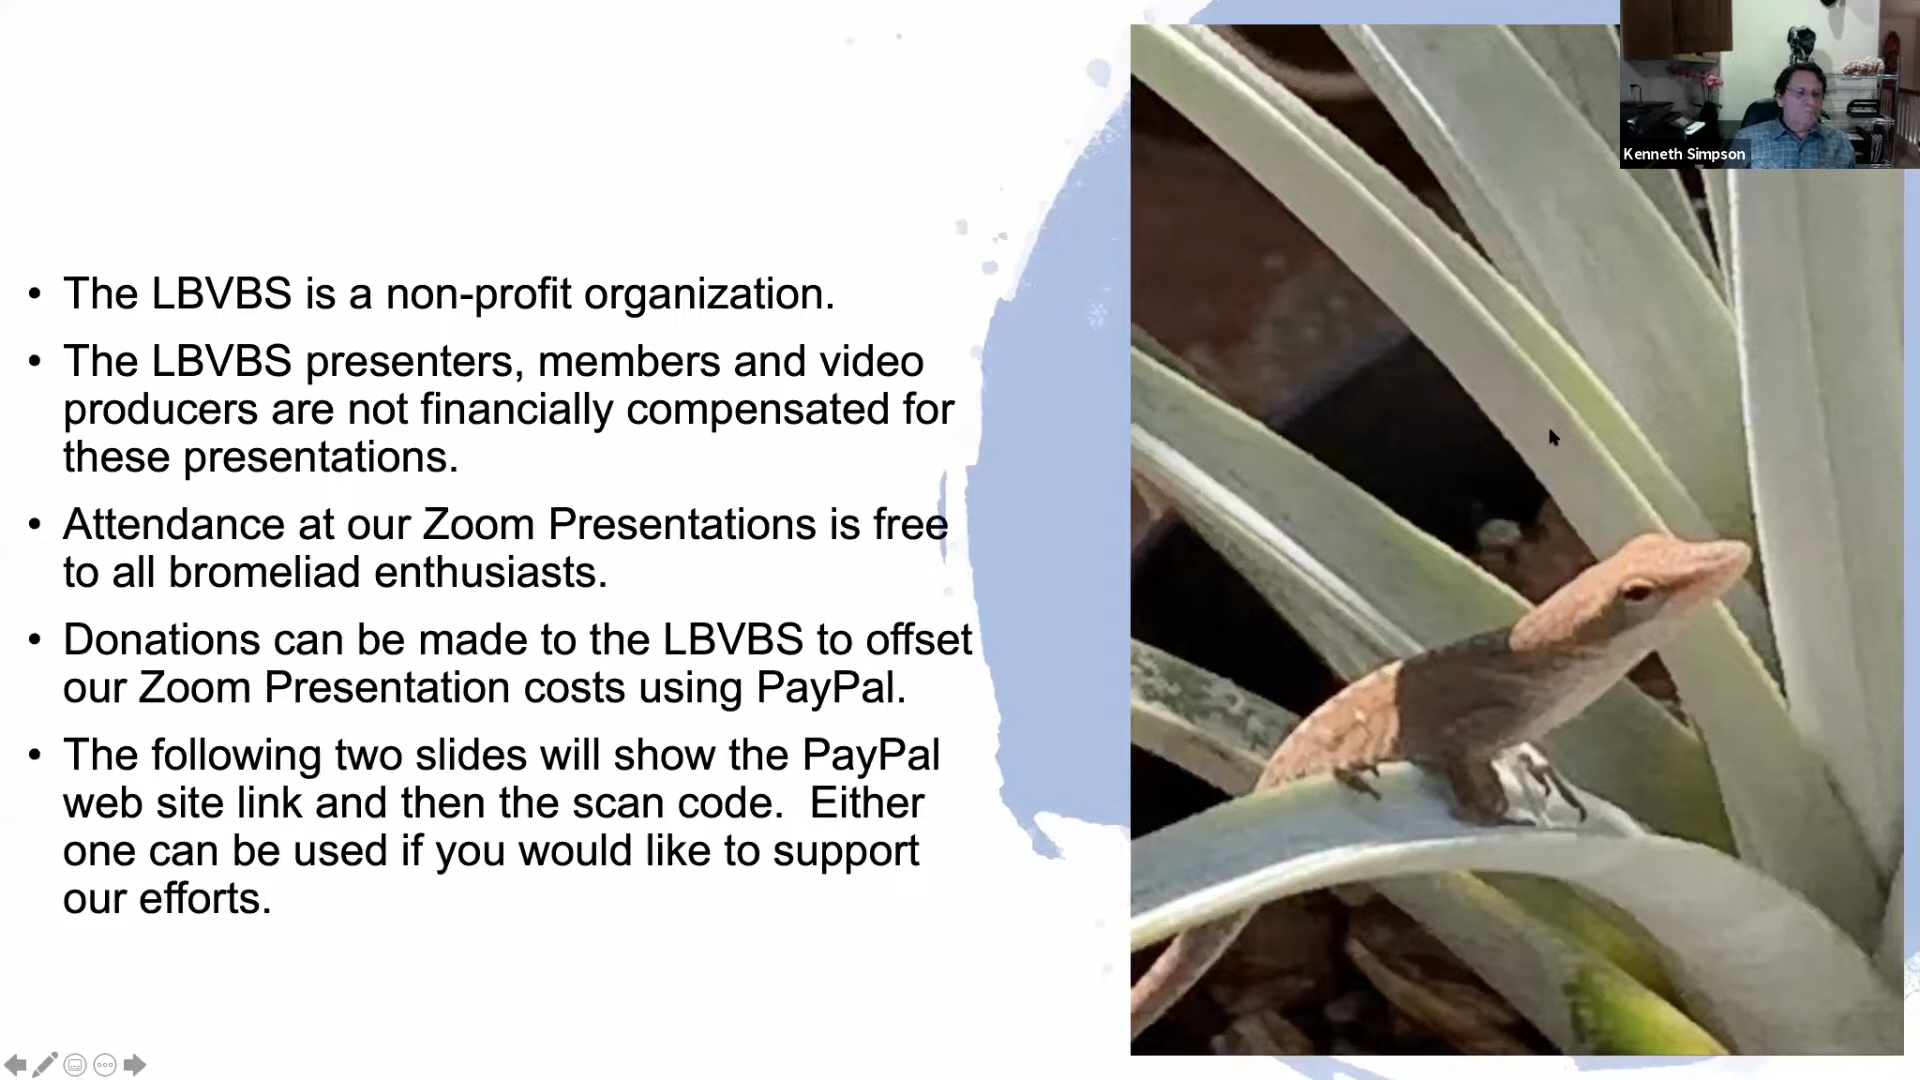 • The LBVBS is a non-profit organization.
• The LBVBS presenters, members and video
producers are not financially compensated for
these presentations.
• Attendance at our Zoom Presentations is free
to all bromeliad enthusiasts.
• Donations can be made to the LBVBS to offset
our Zoom Presentation costs using PayPal.
• The following two slides will show the PayPal
web site link and then the scan code.  Either
one can be used if you would like to support
our efforts.
Kenneth Simpson